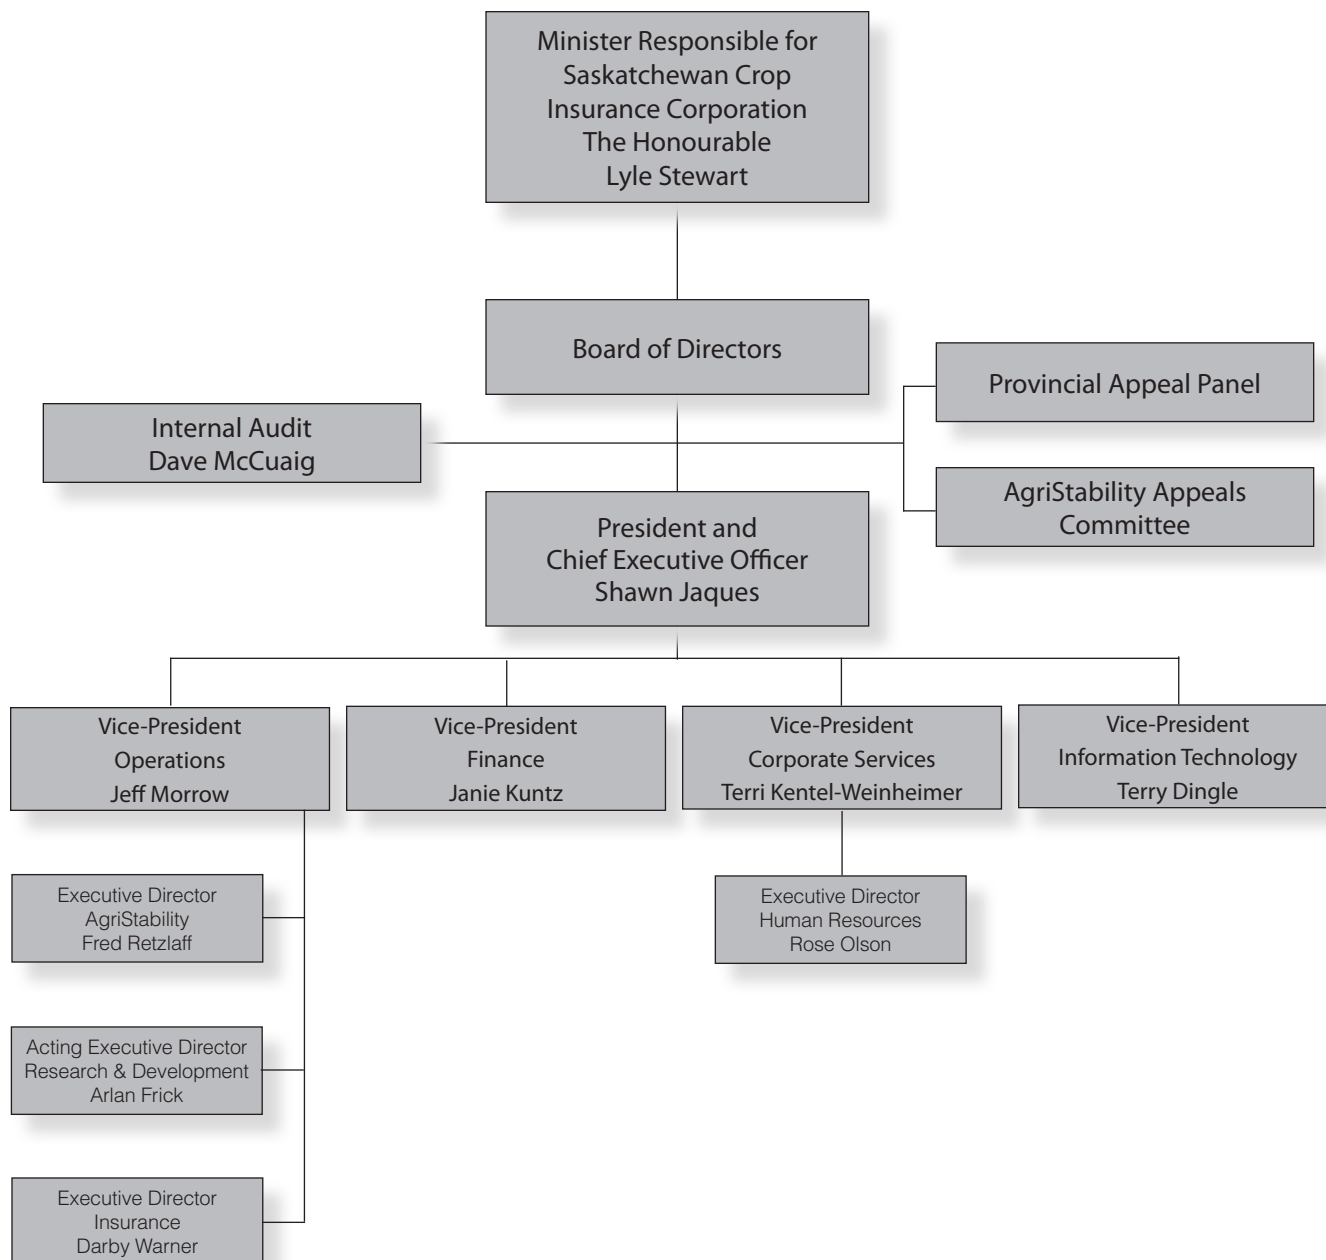 Minister Responsible for
Saskatchewan Crop
Insurance Corporation
The Honourable
Lyle Stewart
Board of Directors
Provincial Appeal Panel
Internal Audit
Dave McCuaig
AgriStability Appeals
Committee
President and
Chief Executive Officer
Shawn Jaques
Vice-President
Operations
Jeff Morrow
Vice-President
Finance
Janie Kuntz
Vice-President
Corporate Services
Terri Kentel-Weinheimer
Vice-President
Information Technology
Terry Dingle
Executive Director
AgriStability
Fred Retzlaff
Executive Director
Human Resources
Rose Olson
Acting Executive Director
Research & Development
Arlan Frick
Executive Director
Insurance
Darby Warner